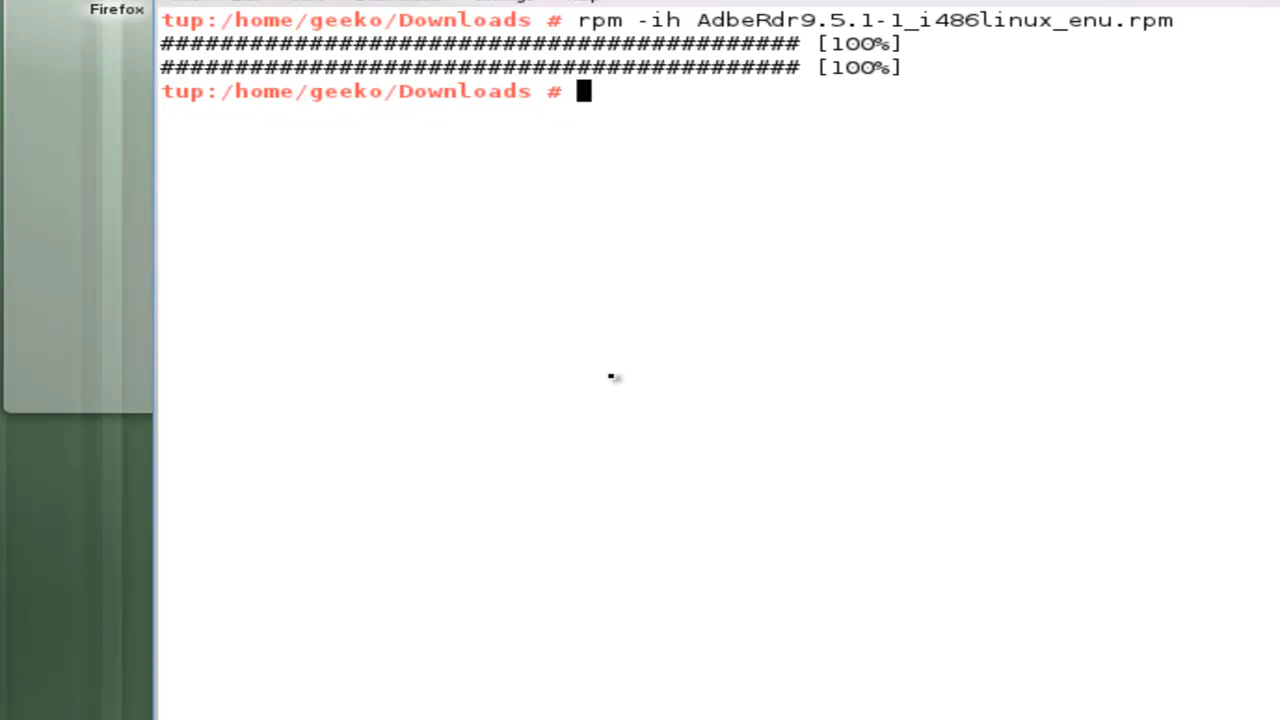 Firefox
tup:/home/geeko/Downloads # rpm -ih AdbeRdr9.5.1-1_i486linux_enu.rpm
########################################### [100%]
########################################### [100%]
tup:/home/geeko/Downloads #